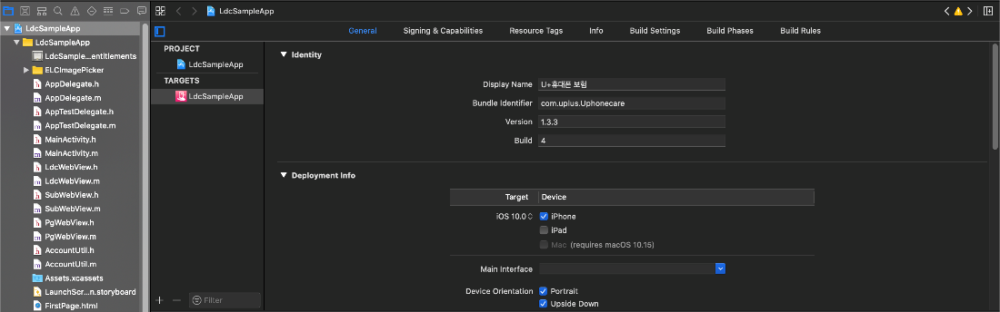 LdcSampleApp
LdcSampleApp
LdcSample...entitlements
ELCImagePicker
AppDelegate.h
AppDelegate.m
AppTestDelegate.h
AppTestDelegate.m
MainActivity.h
MainActivity.m
LdcWebView.h
LdcWebView.m
SubWebView.h
SubWebView.m
PgWebView.h
PgWebView.m
AccountUtil.h
AccountUtil.m
Assets.xcassets
LaunchScr...n.storyboard
FirstPage.html
LdcSampleApp
General Signing & Capabilities Resource Tags Info Build Settings Build Phases Build Rules
PROJECT
LdcSampleApp
TARGETS
LdcSampleApp
Filter
Identity
Display Name U+휴대폰 보험
Bundle Identifier com.uplus.Uphonecare
Version 1.3.3
Build 4
Deployment Info
Target Device
iOS 10.0 iPhone
iPad
Mac (requires macOS 10.15)
Main Interface
Device Orientation Portrait
Upside Down